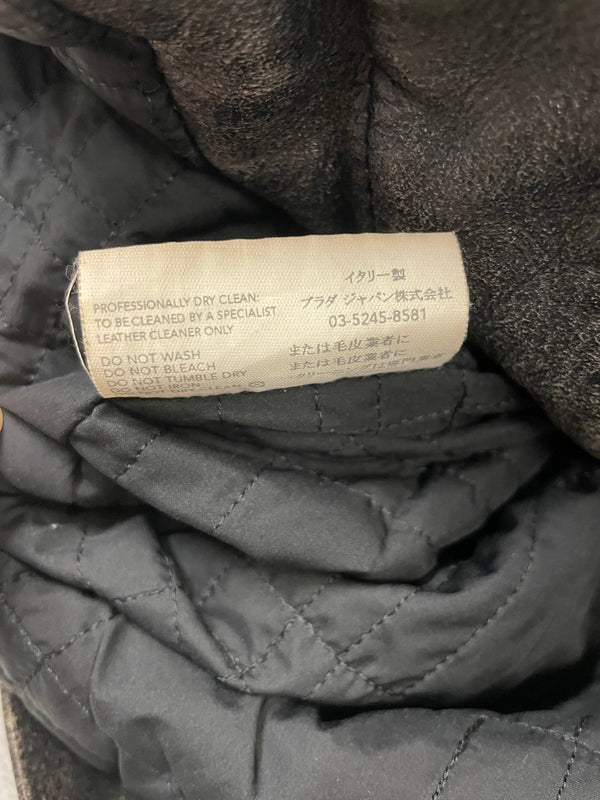 PROFESSIONALLY DRY CLEAN:
TO BE CLEANED BY A SPECIALIST
LEATHER CLEANER ONLY
DO NOT WASH
DO NOT BLEACH
DO NOT TUMBLE DRY
イタリー製
プラダ ジャパン株式会社
03-5245-8581
または毛皮業者に